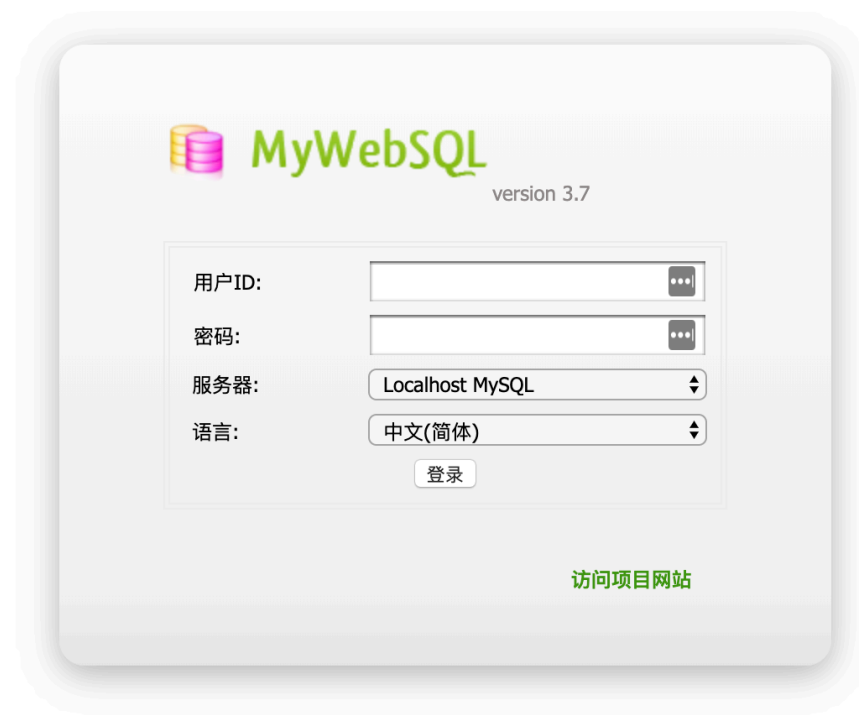 MyWebSQL
version 3.7
用户ID:
密码:
服务器: Localhost MySQL
语言: 中文(简体)
登录
访问项目网站